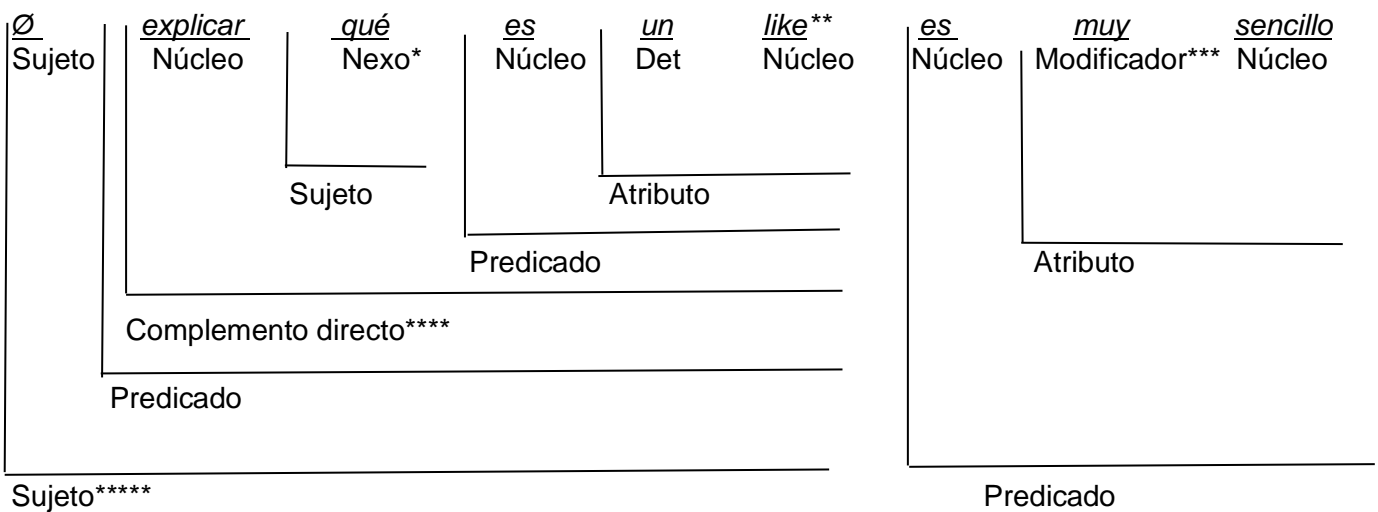 Ø explicar qué es un like** es muy sencillo
Sujeto Núcleo Nexo* Núcleo Det Núcleo Núcleo Modificador*** Núcleo
Sujeto Atributo
Predicado Atributo
Complemento directo****
Predicado
Sujeto***** Predicado